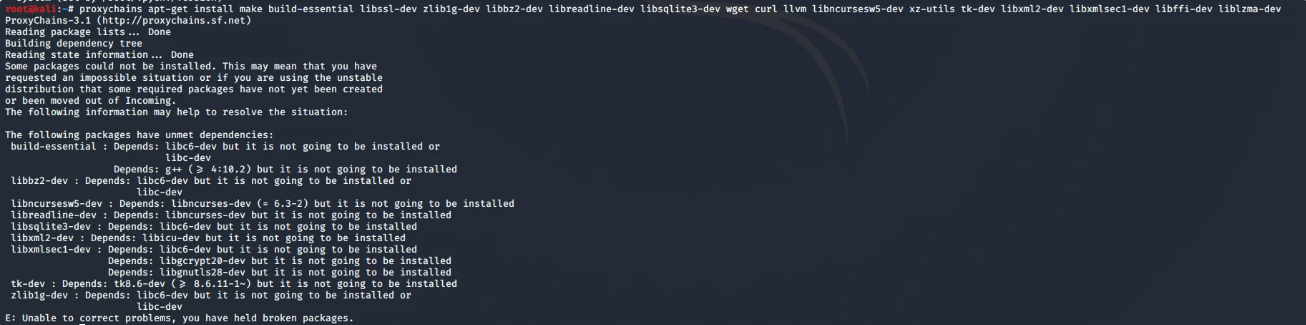 root@kali:~# proxychains apt-get install make build-essential libssl-dev zlib1g-dev libbz2-dev libreadline-dev libsqlite3-dev wget curl llvm libncursesw5-dev xz-utils tk-dev libxml2-dev libxmlsec1-dev libffi-dev liblzma-dev
ProxyChains-3.1 (http://proxychains.sf.net)
Reading package lists... Done
Building dependency tree
Reading state information... Done
Some packages could not be installed. This may mean that you have
requested an impossible situation or if you are using the unstable
distribution that some required packages have not yet been created
or been moved out of Incoming.
The following information may help to resolve the situation:

The following packages have unmet dependencies:
 build-essential : Depends: libc6-dev but it is not going to be installed or
                            libc-dev
                   Depends: g++ (≥ 4:10.2) but it is not going to be installed
 libbz2-dev : Depends: libc6-dev but it is not going to be installed or
                       libc-dev
 libncursesw5-dev : Depends: libncurses-dev (= 6.3-2) but it is not going to be installed
 libreadline-dev : Depends: libncurses-dev but it is not going to be installed
 libsqlite3-dev : Depends: libc6-dev but it is not going to be installed
 libxml2-dev : Depends: libicu-dev but it is not going to be installed
 libxmlsec1-dev : Depends: libc6-dev but it is not going to be installed
                  Depends: libgcrypt20-dev but it is not going to be installed
                  Depends: libgnutls28-dev but it is not going to be installed
 tk-dev : Depends: tk8.6-dev (≥ 8.6.11-1~) but it is not going to be installed
 zlib1g-dev : Depends: libc6-dev but it is not going to be installed or
                       libc-dev
E: Unable to correct problems, you have held broken packages.